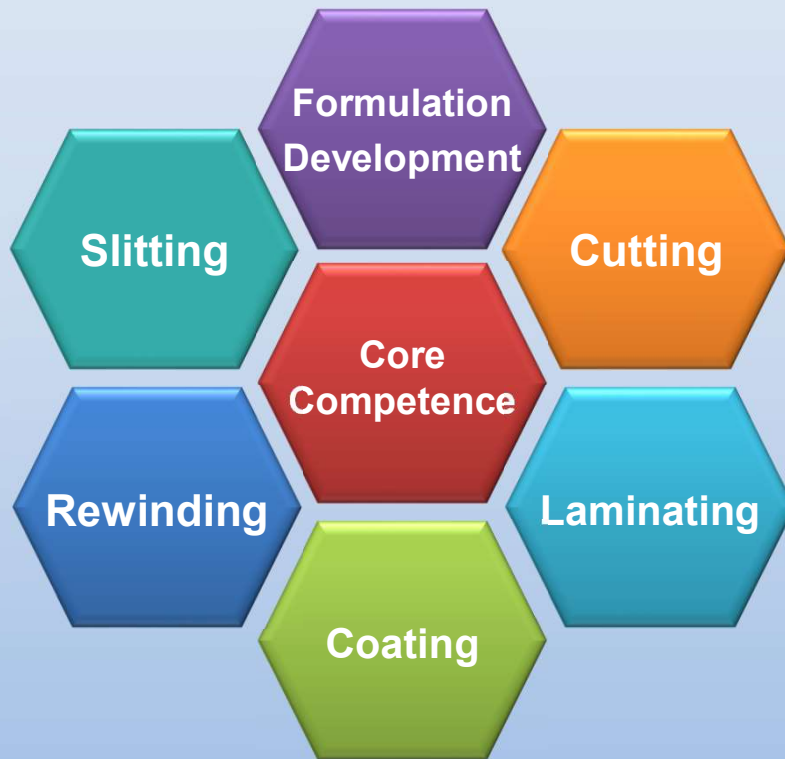 Formulation
Development
Slitting
Cutting
Core
Competence
Rewinding
Laminating
Coating